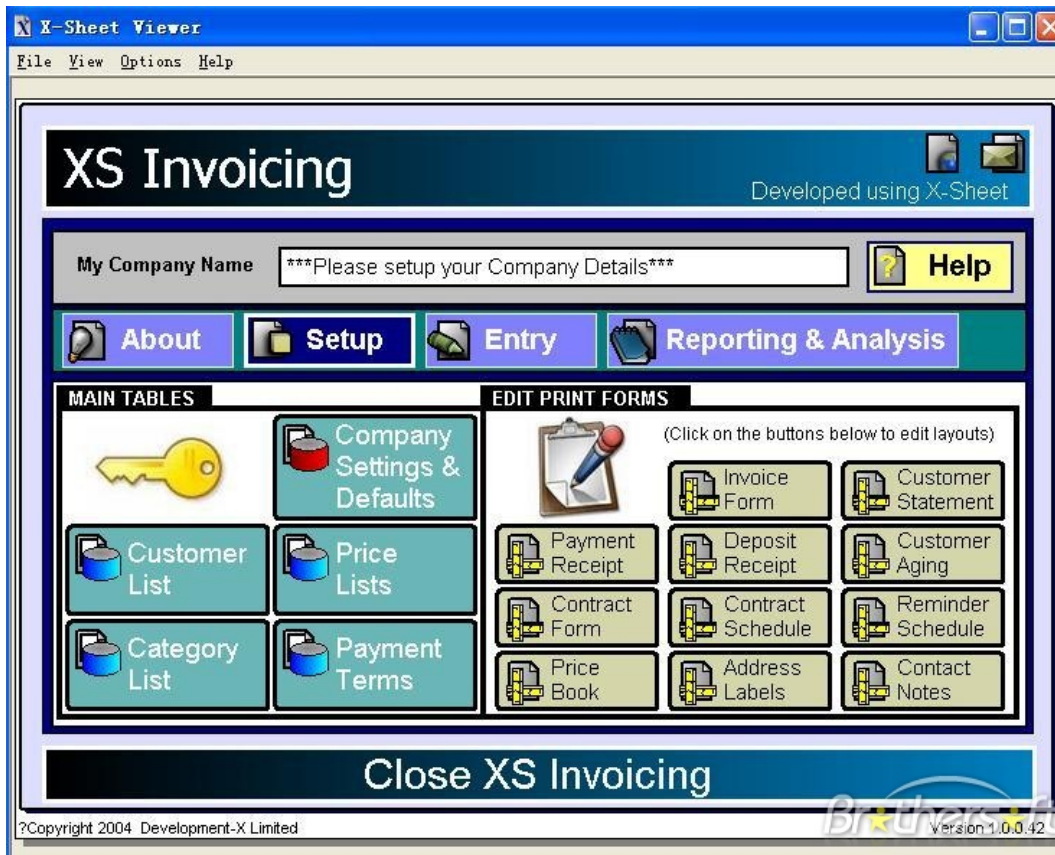 X-Sheet Viewer
File View Options Help
XS Invoicing
Developed using X-Sheet
My Company Name
***Please setup your Company Details***
Help
About
Setup
Entry
Reporting & Analysis
MAIN TABLES
Company
Settings &
Defaults
Customer
List
Price
Lists
Category
List
Payment
Terms
EDIT PRINT FORMS
(Click on the buttons below to edit layouts)
Invoice
Form
Customer
Statement
Payment
Receipt
Deposit
Receipt
Customer
Aging
Contract
Form
Contract
Schedule
Reminder
Schedule
Price
Book
Address
Labels
Contact
Notes
Close XS Invoicing
?Copyright 2004 Development-X Limited
Brothersoft
Version 1.0.0.42